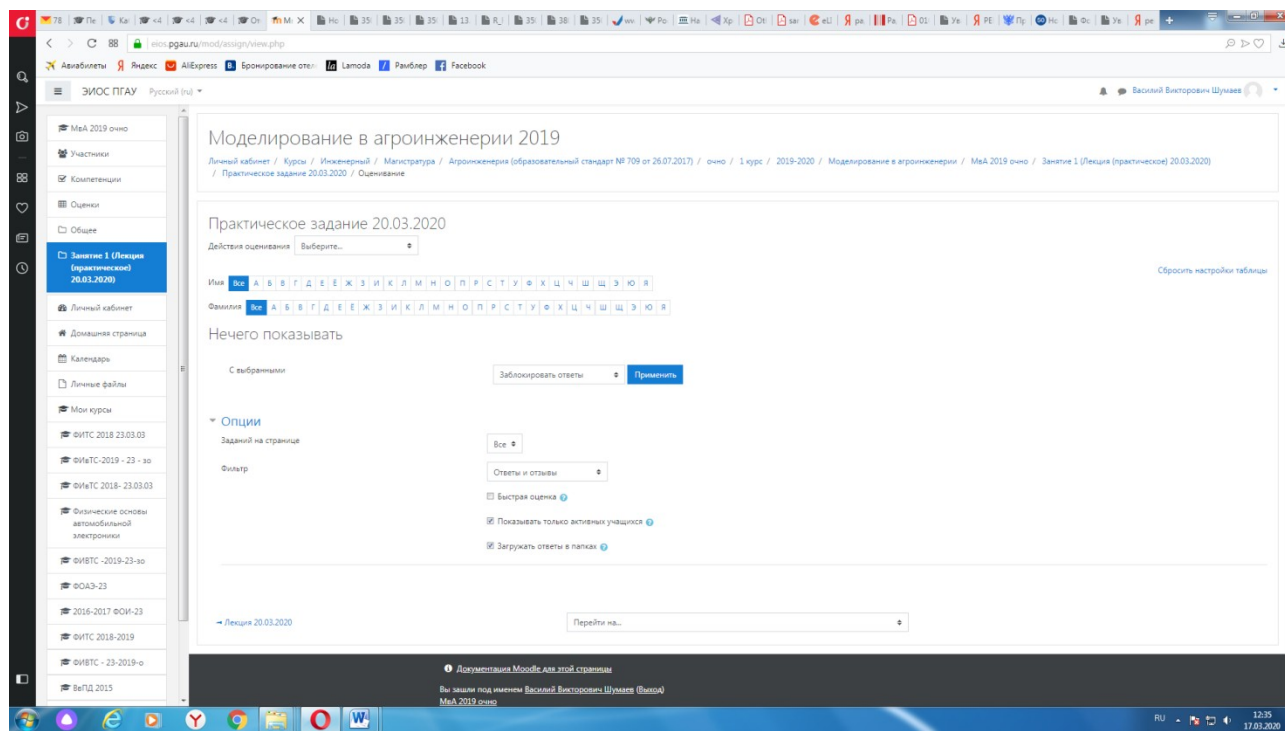 eios.pgau.ru/mod/assign/view.php
Авиабилеты Яндекс AliExpress Бронирование отел Lamoda Рамблер Facebook
ЭИОС ПГАУ Русский (ru)
Василий Викторович Шумаев
МвА 2019 очно
Участники
Компетенции
Оценки
Общее
Занятие 1 (Лекция
(практическое)
20.03.2020)
Личный кабинет
Домашняя страница
Календарь
Личные файлы
Мои курсы
ФИТС 2018 23.03.03
ФИвТС-2019 - 23 - зо
ФИвТС 2018- 23.03.03
Физические основы
автомобильной
электроники
ФИВТС -2019-23-зо
ФОАЭ-23
2016-2017 ФОИ-23
ФИТС 2018-2019
ФИВТС - 23-2019-о
ВвПД 2015
Моделирование в агроинженерии 2019
Личный кабинет / Курсы / Инженерный / Магистратура / Агроинженерия (образовательный стандарт № 709 от 26.07.2017) / очно / 1 курс / 2019-2020 / Моделирование в агроинженерии / МвА 2019 очно / Занятие 1 (Лекция (практическое) 20.03.2020)
/ Практическое задание 20.03.2020 / Оценивание
Практическое задание 20.03.2020
Действия оценивания Выберите...
Сбросить настройки таблицы
Имя Все А Б В Г Д Е Ё Ж З И К Л М Н О П Р С Т У Ф Х Ц Ч Ш Щ Э Ю Я
Фамилия Все А Б В Г Д Е Ё Ж З И К Л М Н О П Р С Т У Ф Х Ц Ч Ш Щ Э Ю Я
Нечего показывать
С выбранными Заблокировать ответы Применить
Опции
Заданий на странице Все
Фильтр Ответы и отзывы
Быстрая оценка
Показывать только активных учащихся
Загружать ответы в папках
Лекция 20.03.2020 Перейти на...
Документация Moodle для этой страницы
Вы зашли под именем Василий Викторович Шумаев (Выход)
МвА 2019 очно
RU 12:35
17.03.2020